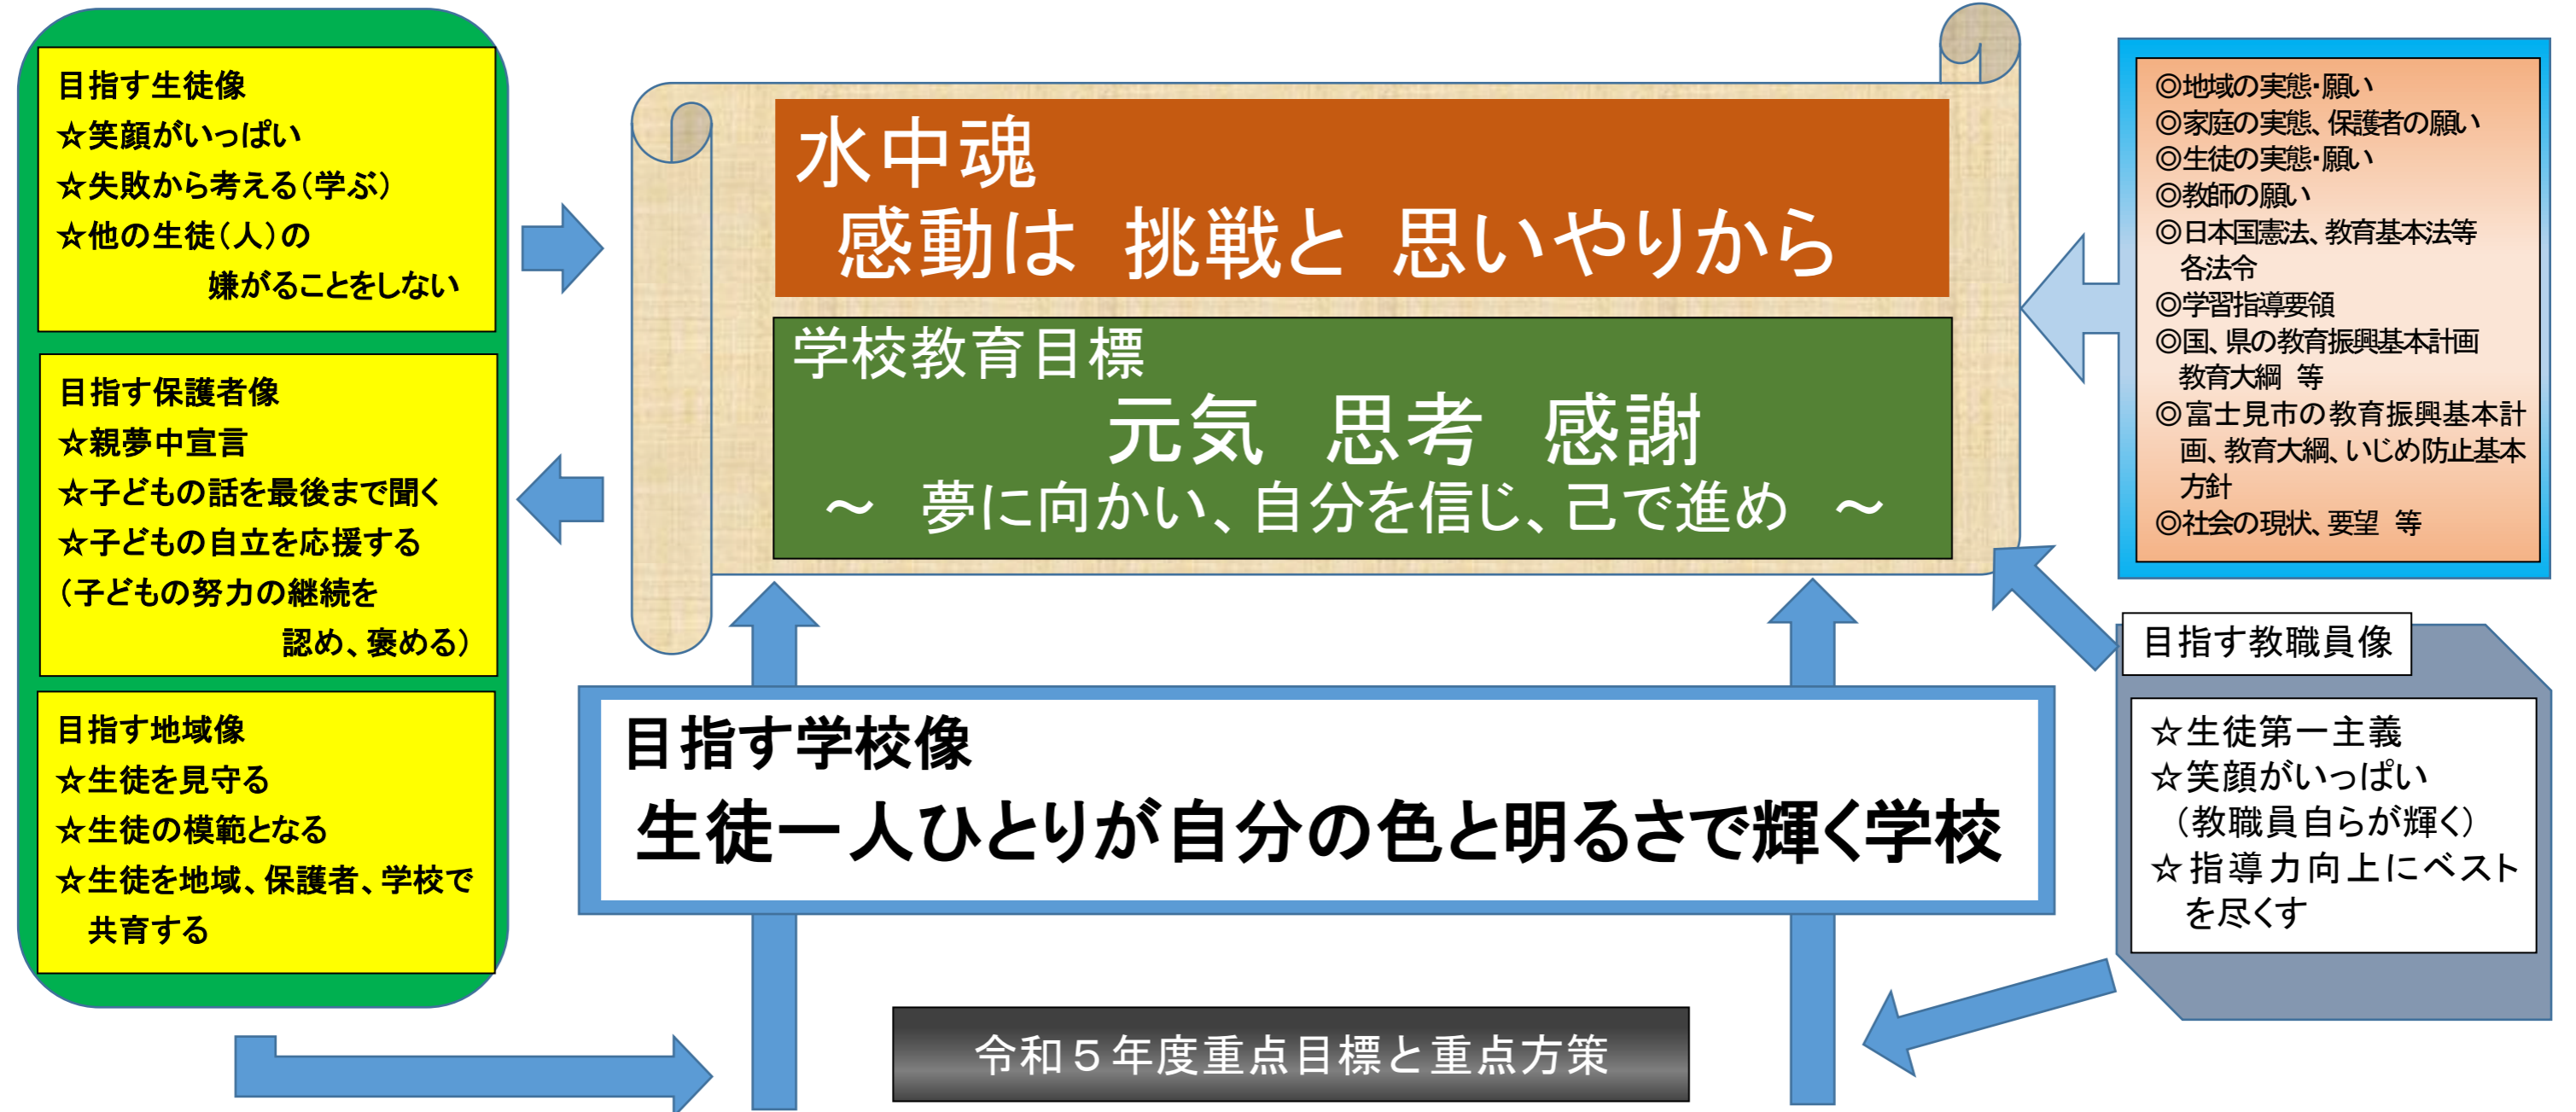 目指す生徒像
☆笑顔がいっぱい
☆失敗から考える（学ぶ）
☆他の生徒（人）の
嫌がることをしない
目指す保護者像
☆親夢中宣言
☆子どもの話を最後まで聞く
☆子どもの自立を応援する
（子どもの努力の継続を
認め、褒める）
目指す地域像
☆生徒を見守る
☆生徒の模範となる
☆生徒を地域、保護者、学校で
共育する
水中魂
感動は 挑戦と 思いやりから
学校教育目標
元気 思考 感謝
～ 夢に向かい、自分を信じ、己で進め ～
目指す学校像
生徒一人ひとりが自分の色と明るさで輝く学校
令和５年度重点目標と重点方策
◎地域の実態・願い
◎家庭の実態、保護者の願い
◎生徒の実態・願い
◎教師の願い
◎日本国憲法、教育基本法等
各法令
◎学習指導要領
◎国、県の教育振興基本計画
教育大綱 等
◎富士見市の教育振興基本計
画、教育大綱、いじめ防止基本
方針
◎社会の現状、要望 等
目指す教職員像
☆生徒第一主義
☆笑顔がいっぱい
（教職員自らが輝く）
☆指導力向上にベスト
を尽くす